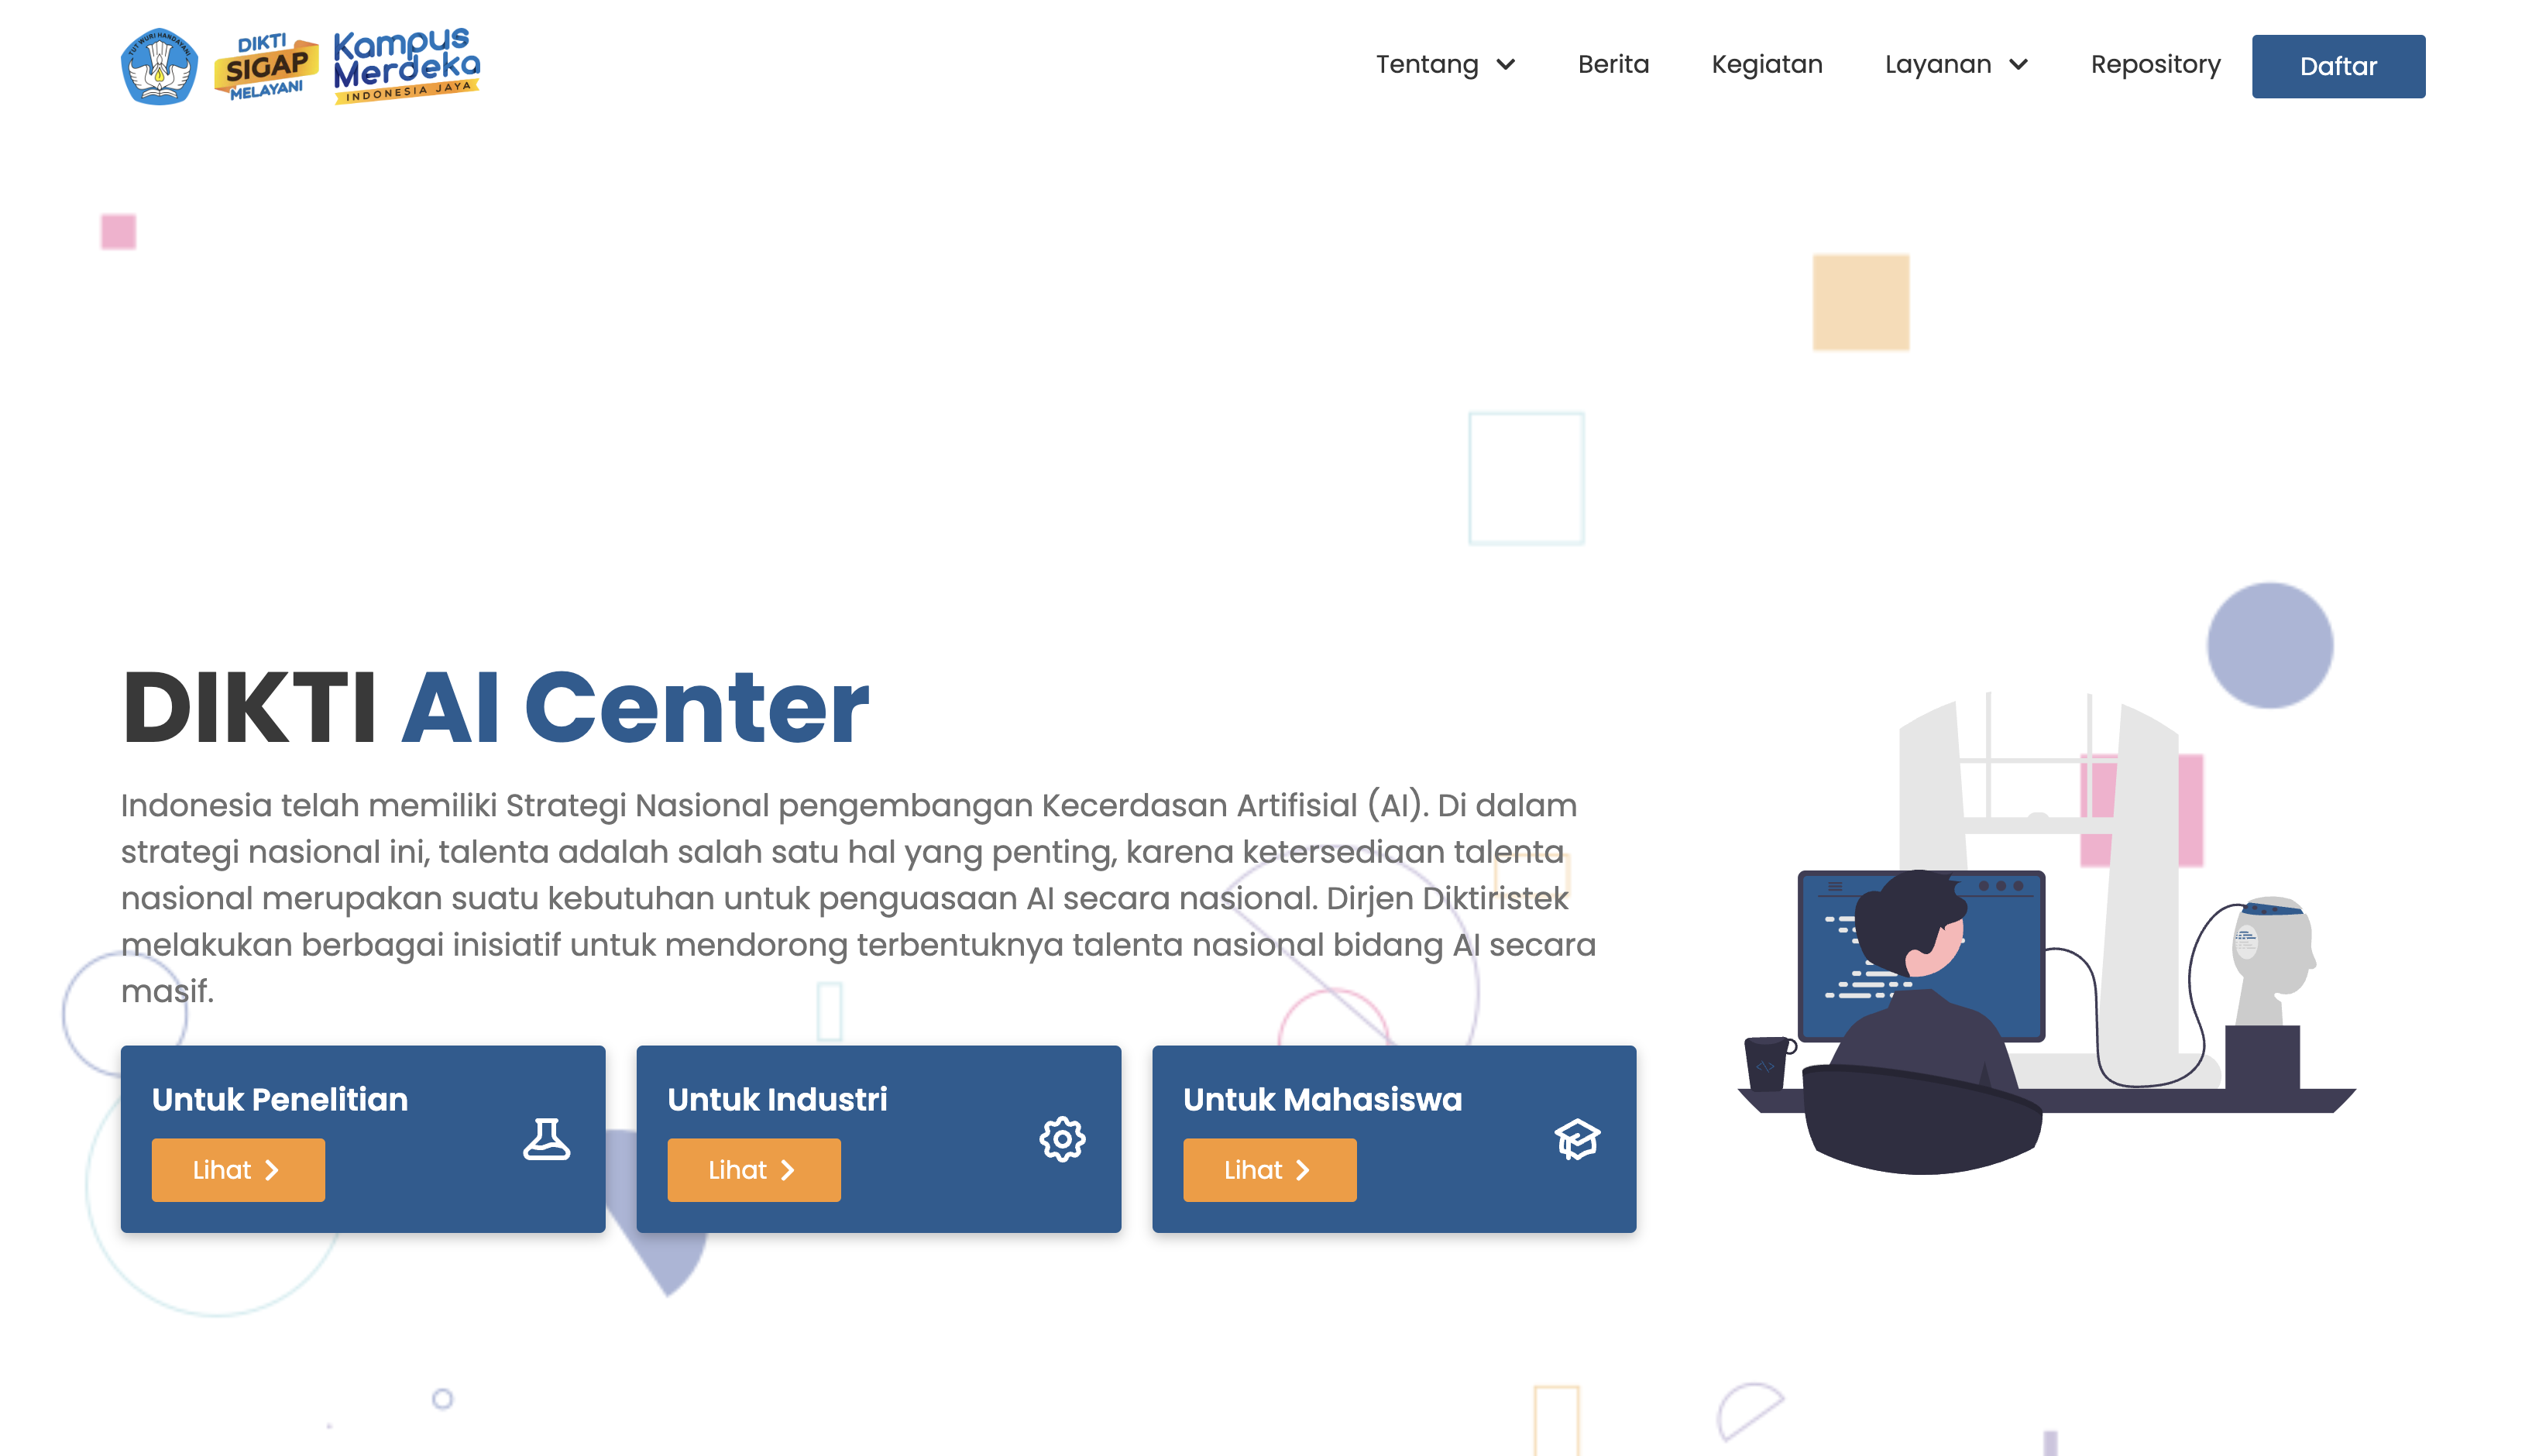 TUT WURI HANDAYANI
DIKTI
SIGAP
MELAYANI
Kampus
Merdeka
INDONESIA JAYA
Tentang
Berita
Kegiatan
Layanan
Repository
Daftar
DIKTI AI Center
Indonesia telah memiliki Strategi Nasional pengembangan Kecerdasan Artifisial (AI). Di dalam
strategi nasional ini, talenta adalah salah satu hal yang penting, karena ketersediaan talenta
nasional merupakan suatu kebutuhan untuk penguasaan AI secara nasional. Dirjen Diktiristek
melakukan berbagai inisiatif untuk mendorong terbentuknya talenta nasional bidang AI secara
masif.
Untuk Penelitian
Lihat
Untuk Industri
Lihat
Untuk Mahasiswa
Lihat